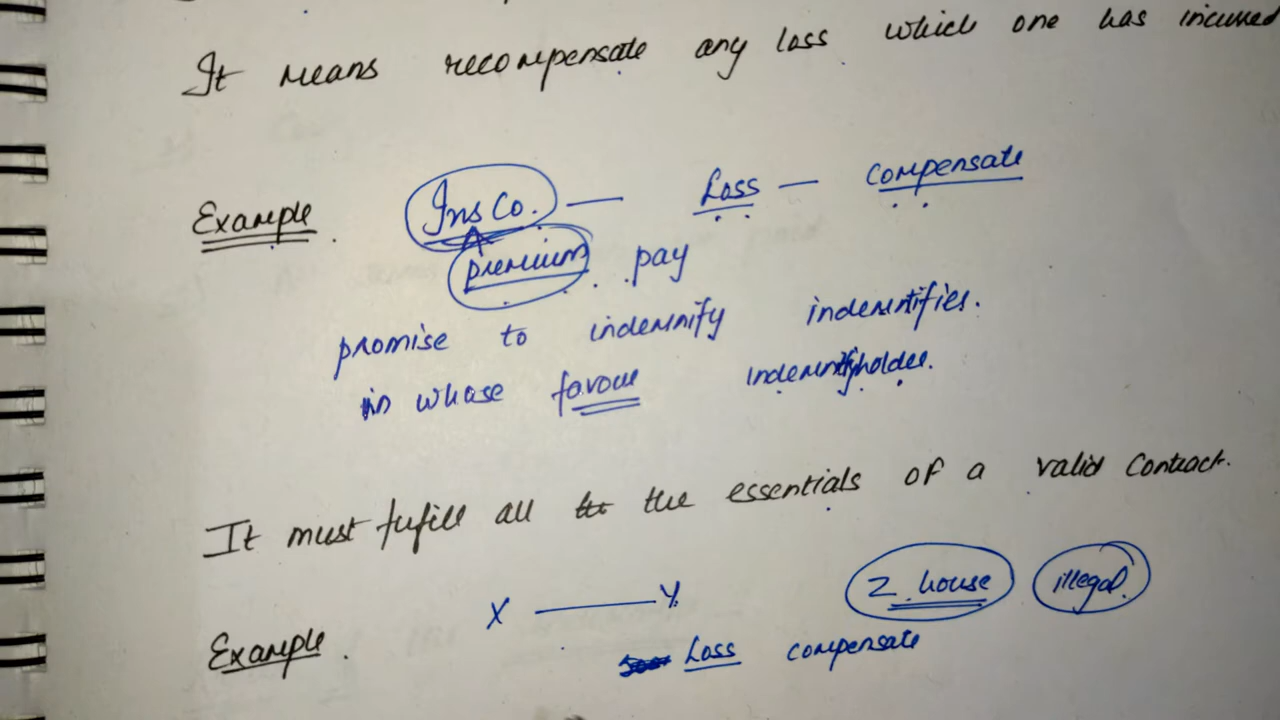 It means recompensate any loss which one has incurred
Example. Ins Co. — Loss — compensate
premium pay
promise to indemnify indemnifies.
in whose favour indemnityholder.
It must fulfill all the essentials of a valid contract.
X — Y. Z house illegal.
Example. Loss compensate